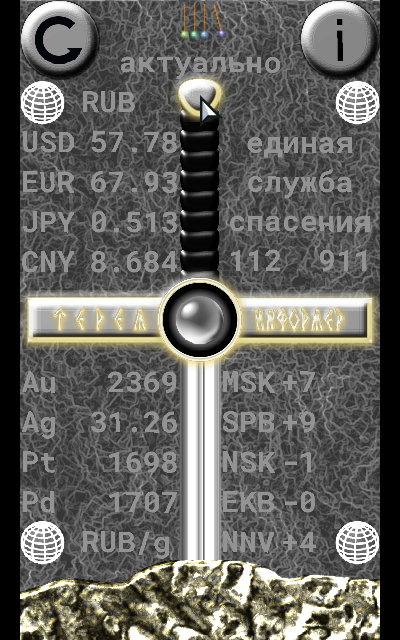 актуально
RUB
USD 57.78 единая
EUR 67.93 служба
JPY 0.513 спасения
CNY 8.684 112 911
ТЕРЕМ ИНФОРМЕР
Au 2369 MSK +7
Ag 31.26 SPB +9
Pt 1698 NSK -1
Pd 1707 EKB -0
RUB/g NNV +4